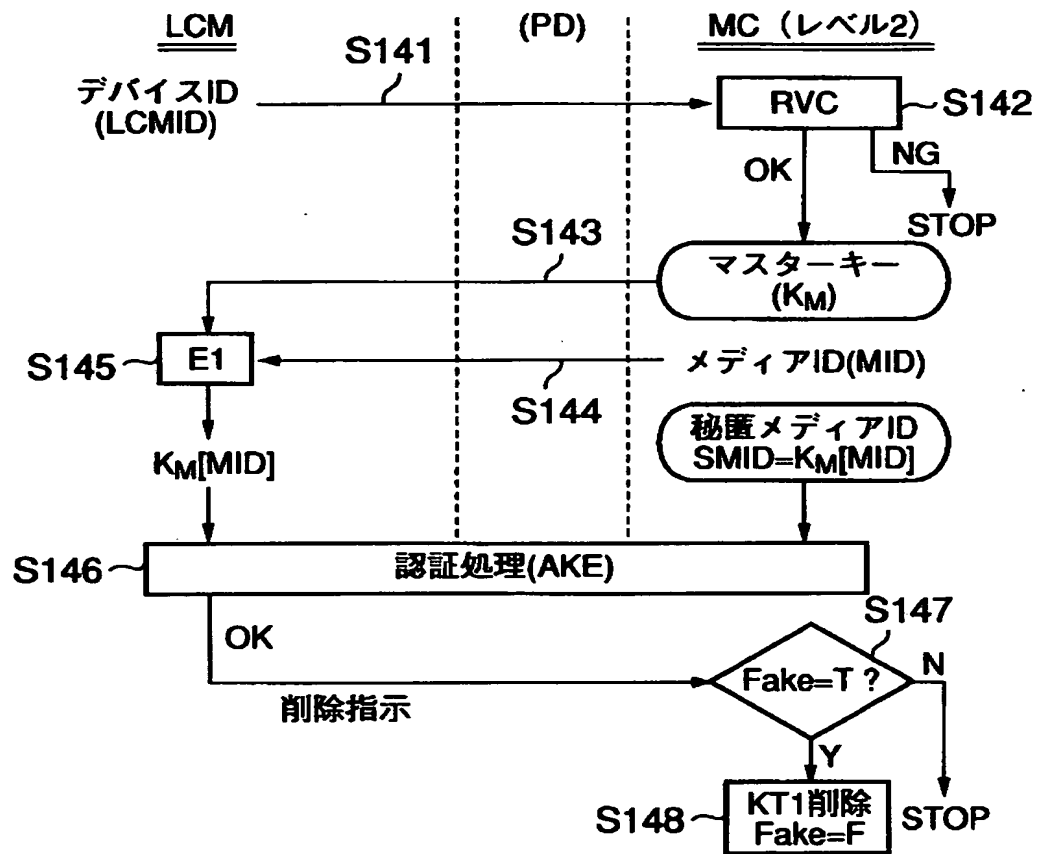 LCM
(PD)
MC (レベル2)
S141
デバイスID
(LCMID)
RVC
S142
OK
NG
STOP
S143
マスターキー
(KM)
S145
E1
メディアID(MID)
S144
KM[MID]
秘匿メディアID
SMID=KM[MID]
S146
認証処理(AKE)
OK
S147
Fake=T ?
N
削除指示
Y
S148
KT1削除
Fake=F
STOP